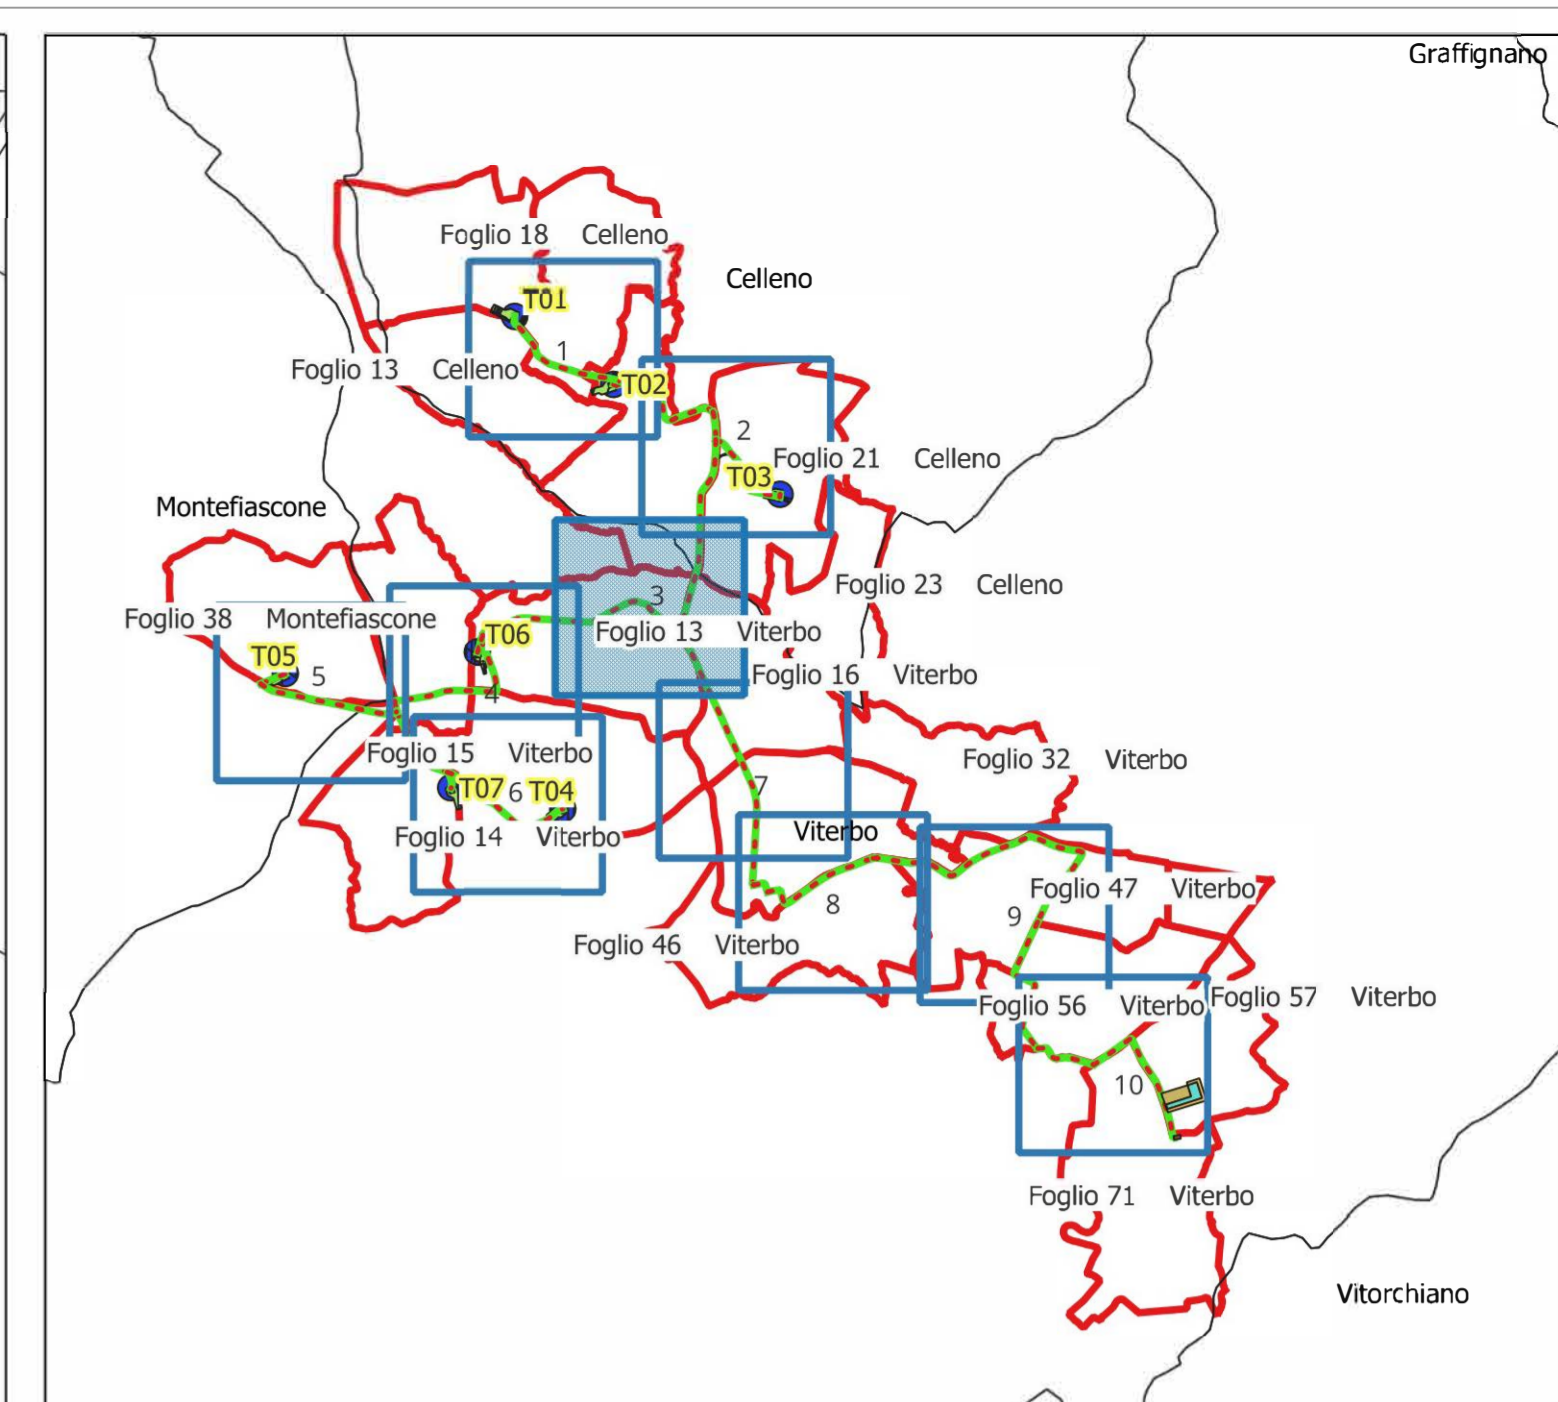 Graffignano
Foglio 18 Celleno
Celleno
T01
1
Foglio 13 Celleno
T02
2
Foglio 21 Celleno
T03
Montefiascone
Foglio 23 Celleno
3
Foglio 38 Montefiascone
Foglio 13 Viterbo
T06
T05
5
Foglio 16 Viterbo
4
Foglio 15 Viterbo
Foglio 32 Viterbo
T07
6
T04
7
Foglio 14 Viterbo
Viterbo
Foglio 47 Viterbo
8
9
Foglio 46 Viterbo
Foglio 56 Viterbo
Foglio 57 Viterbo
10
Foglio 71 Viterbo
Vitorchiano